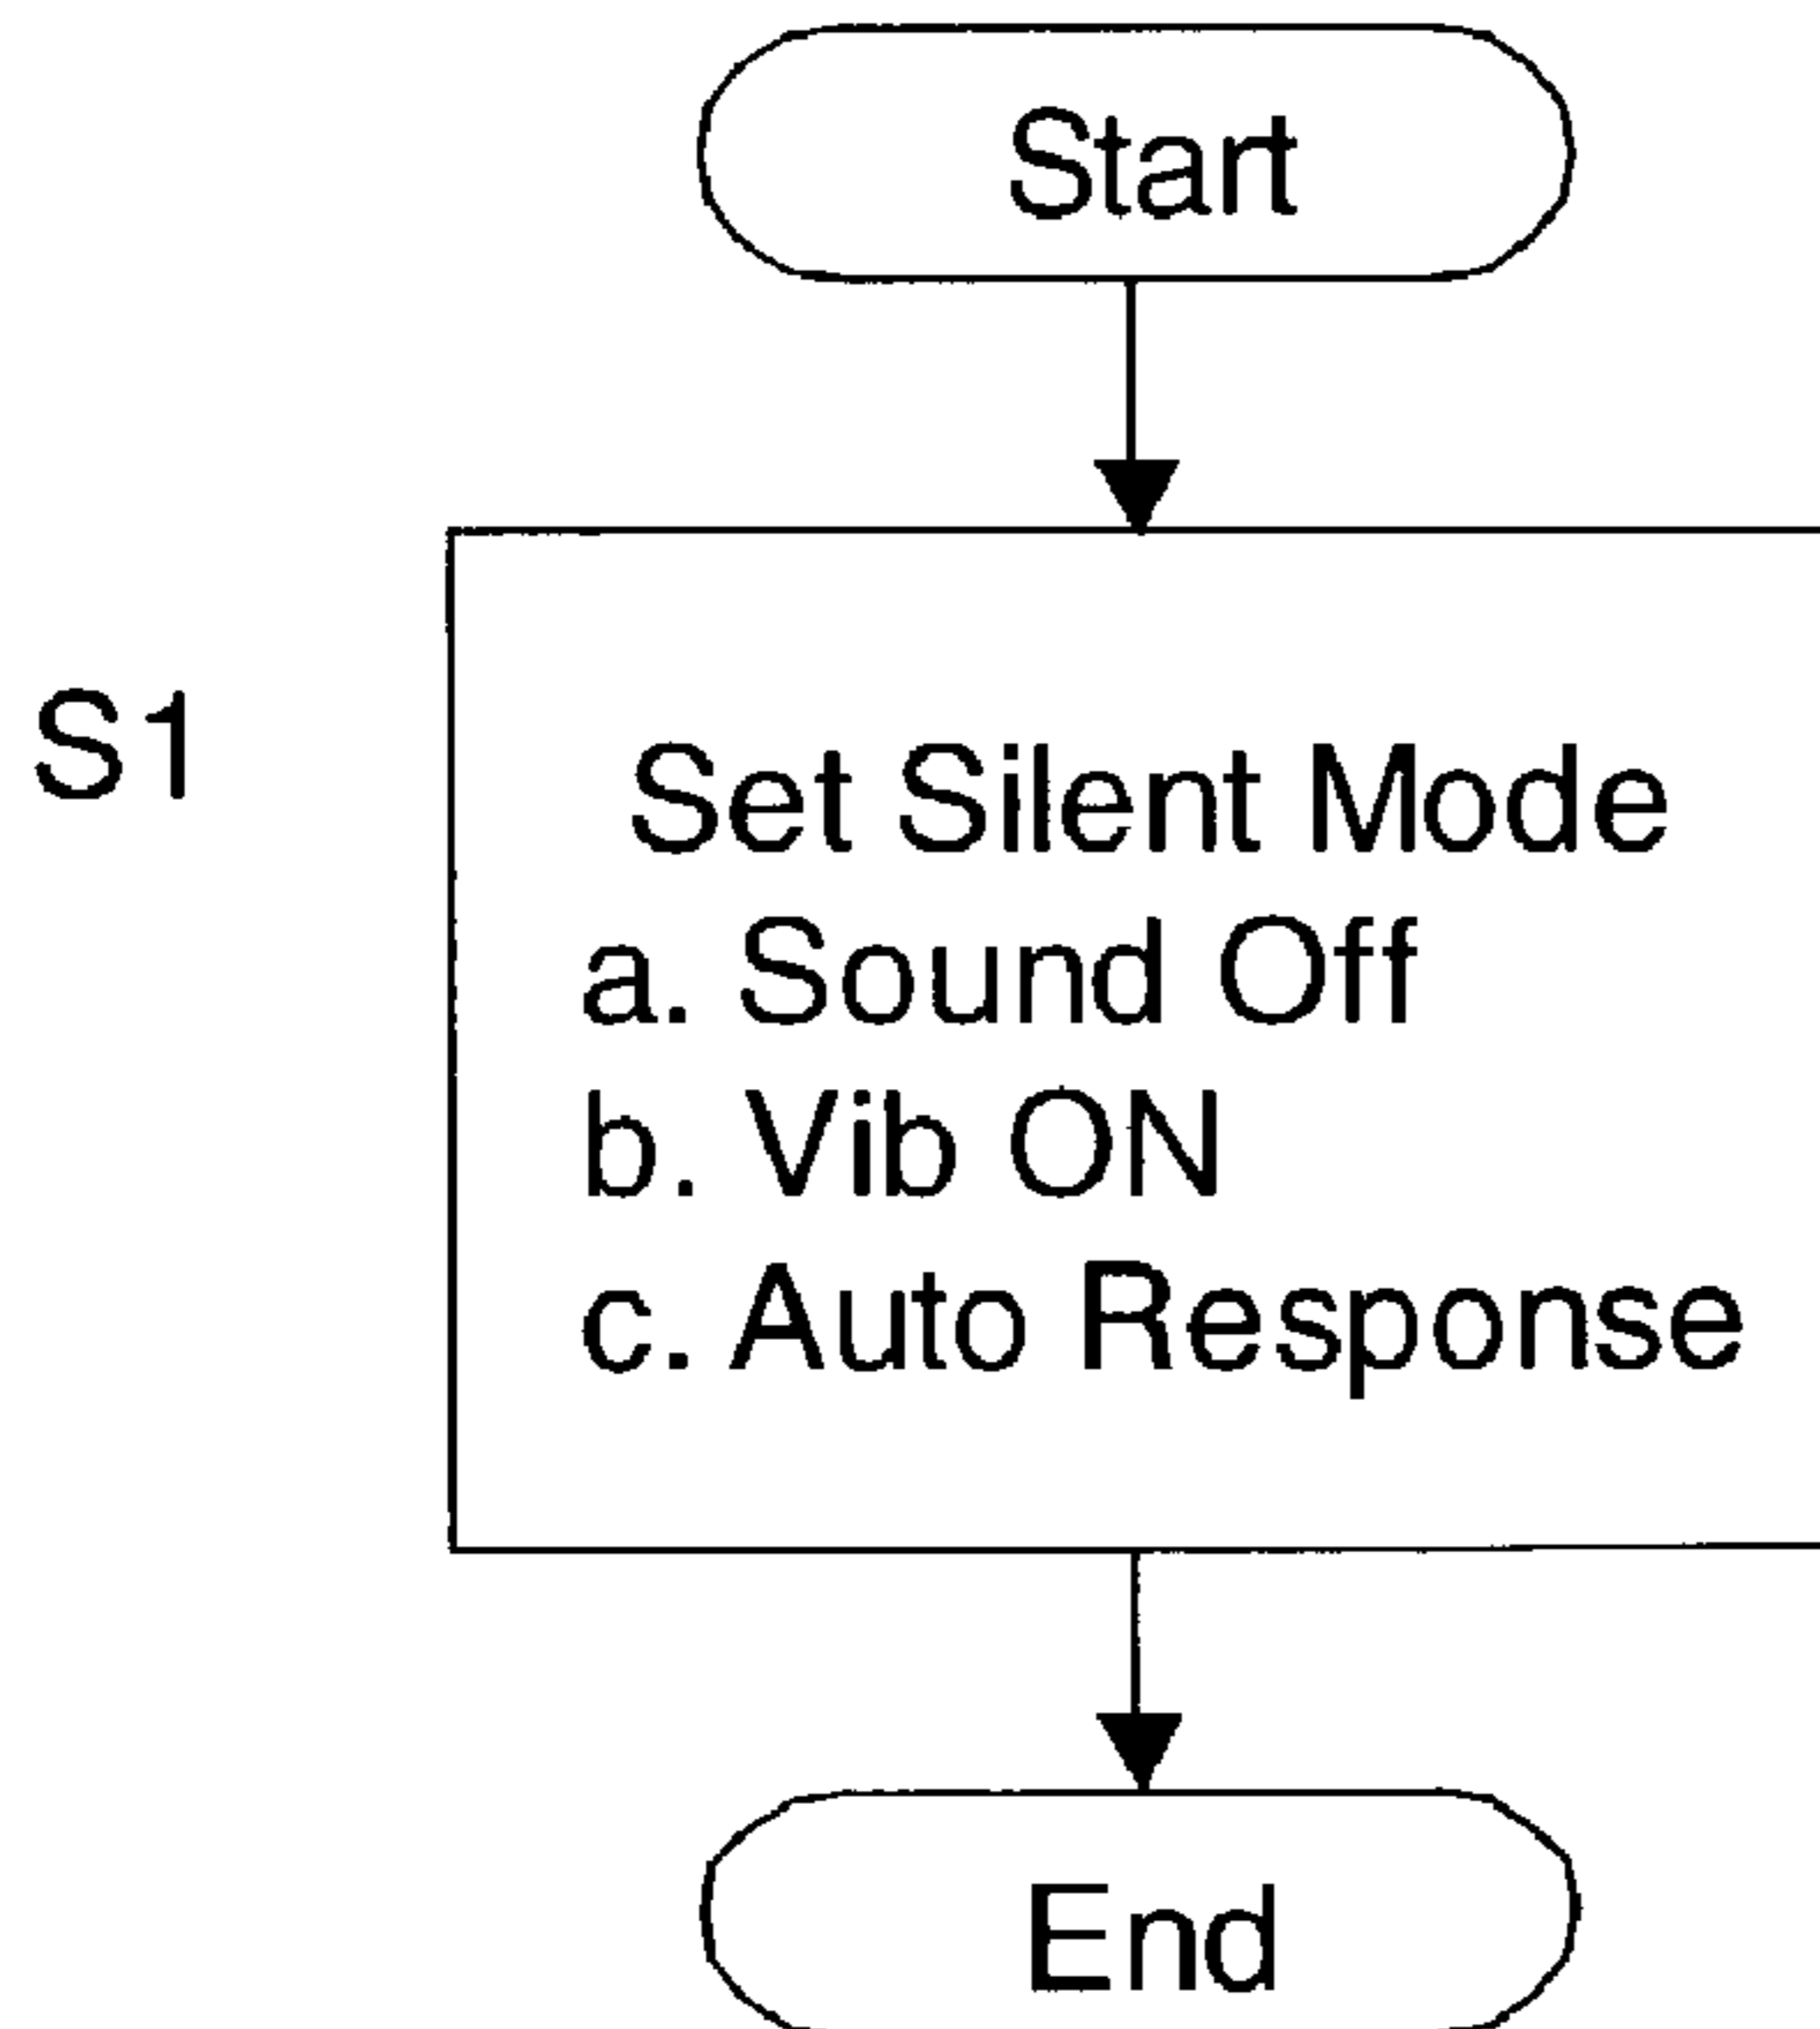 Start
S1
Set Silent Mode
a. Sound Off
b. Vib ON
c. Auto Response
End